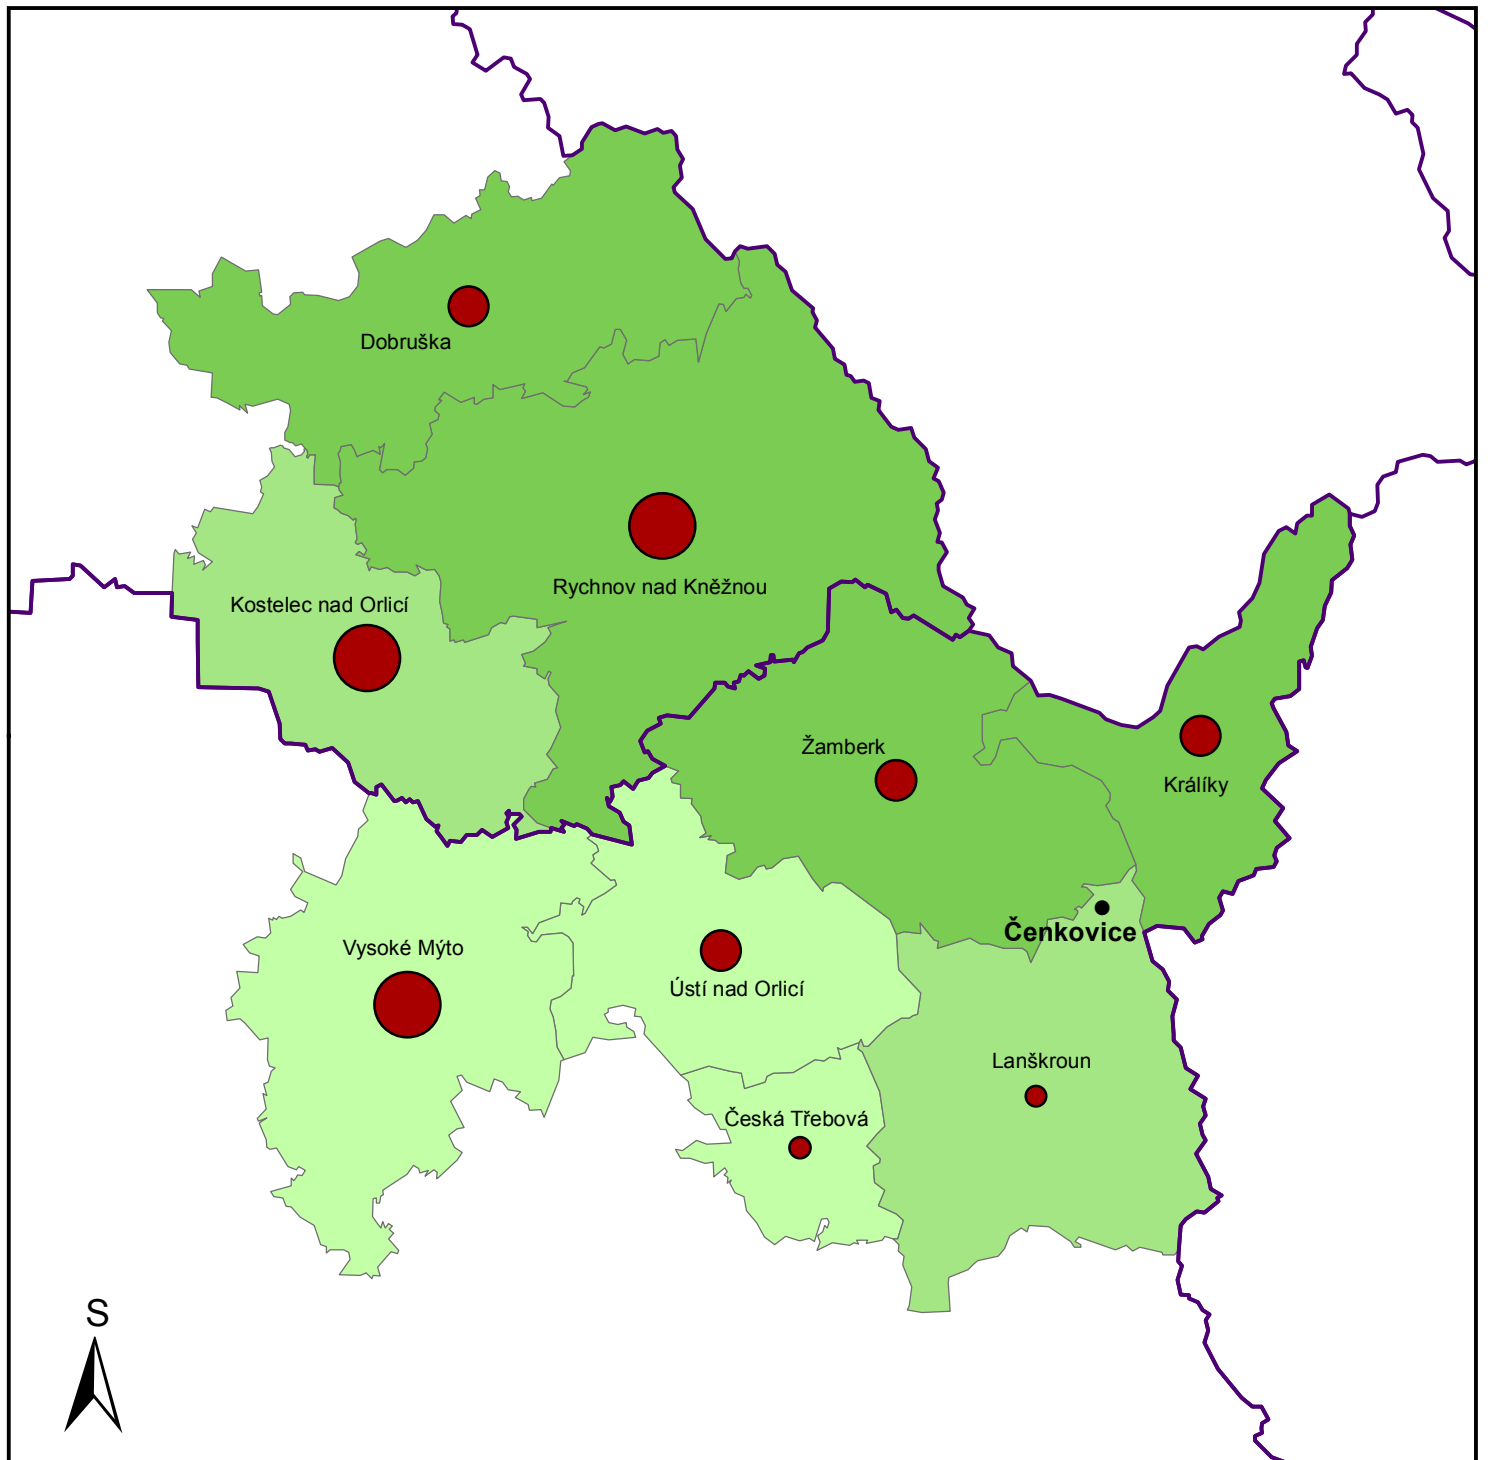 Dobruška
Rychnov nad Kněžnou
Kostelec nad Orlicí
Žamberk
Králíky
Čenkovice
Vysoké Mýto
Ústí nad Orlicí
Lanškroun
Česká Třebová
S